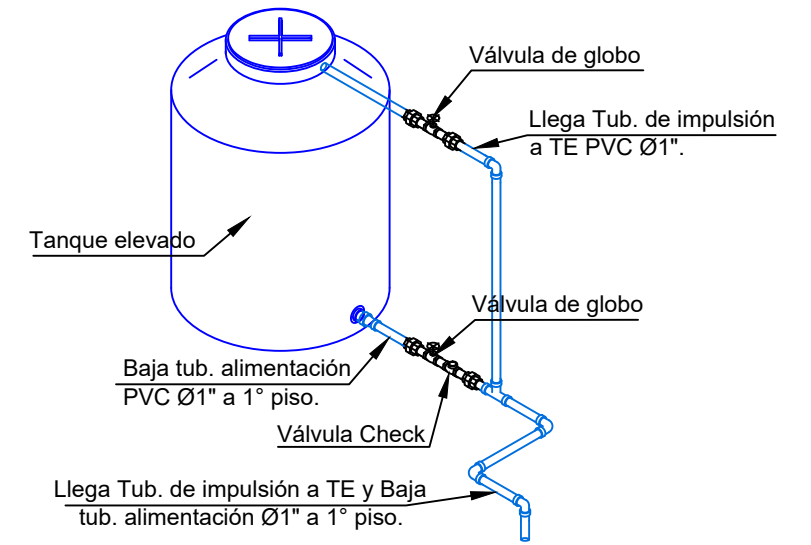 Válvula de globo
Llega Tub. de impulsión
a TE PVC Ø1".
Tanque elevado
Válvula de globo
Baja tub. alimentación
PVC Ø1" a 1° piso.
Válvula Check
Llega Tub. de impulsión a TE y Baja
tub. alimentación Ø1" a 1° piso.